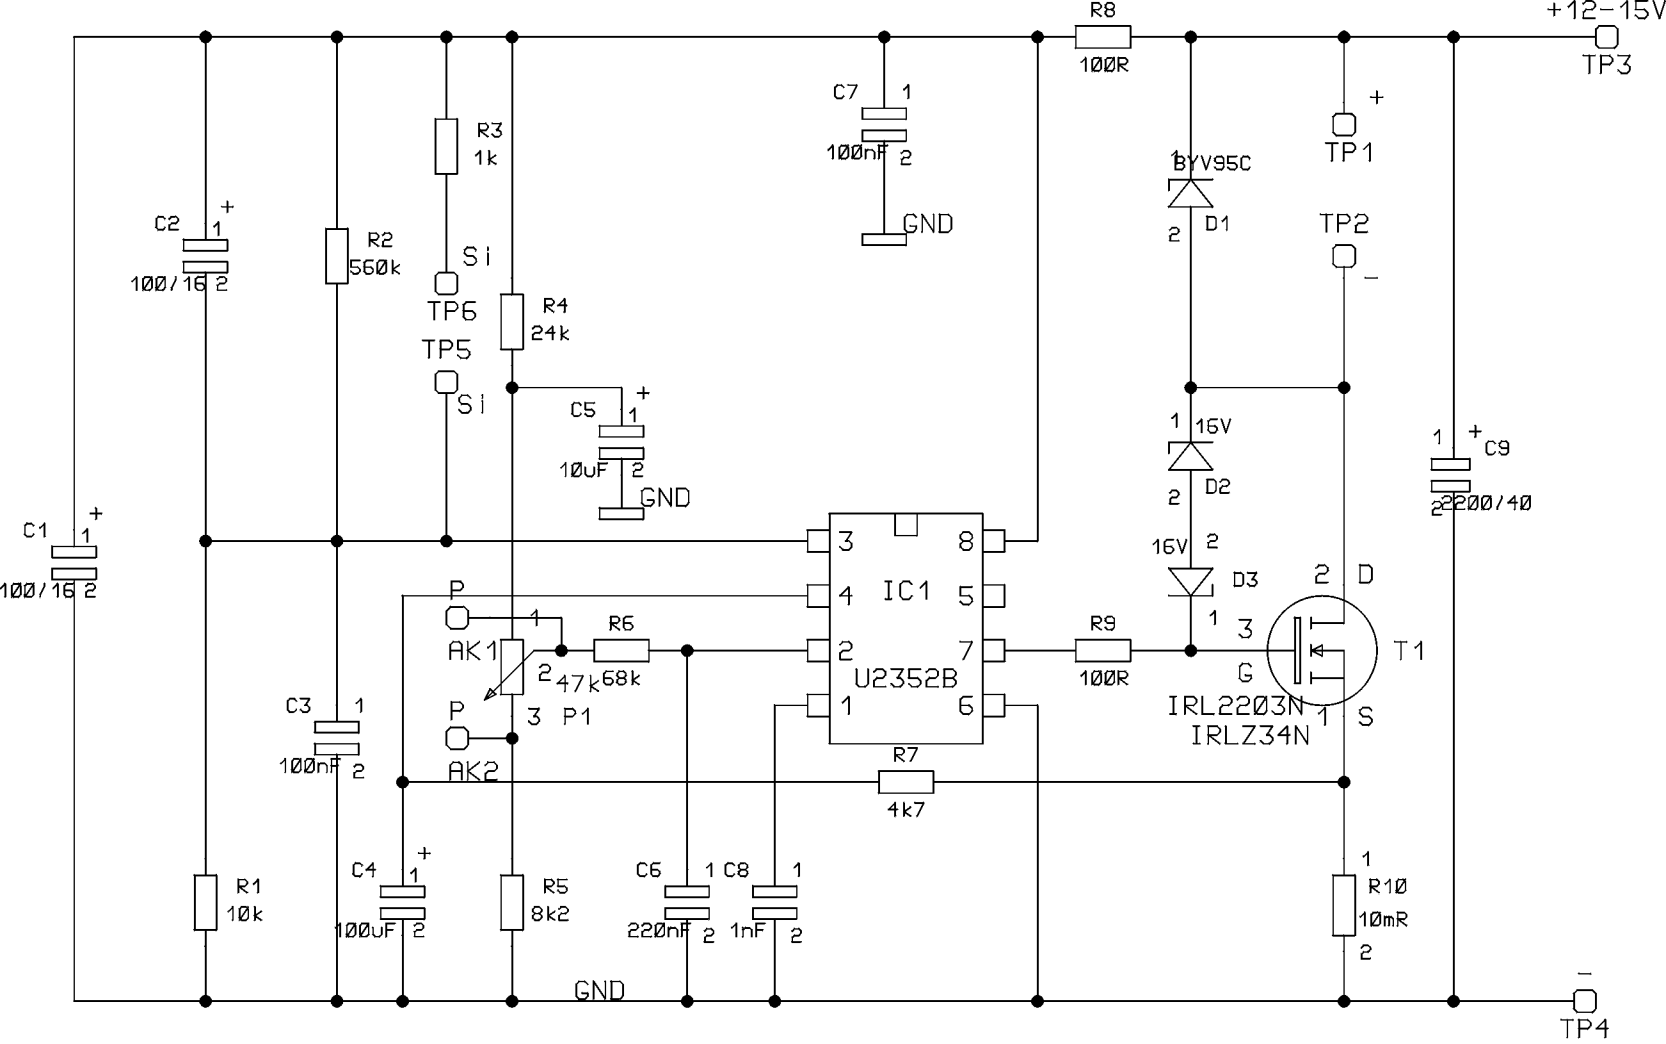 +12-15V
R8
100R
TP3
C7
1
100nF
2
+
TP1
R3
1k
1
BYV95C
2
D1
C2
+
1
100/16
2
R2
560k
Si
TP6
TP5
Si
GND
TP2
-
R4
24k
C5
+
1
10uF
2
GND
1
16V
2
D2
1
+
C9
2
2200/40
C1
+
1
100/16
2
3
8
16V
2
D3
1
4
IC1
5
2
D
P
1
AK1
R6
68k
2
47k
2
7
R9
100R
3
G
T1
U2352B
1
6
IRL2203N
1
S
IRLZ34N
C3
1
100nF
2
P
3
P1
AK2
R7
4k7
R1
10k
C4
+
1
100uF
2
R5
8k2
C6
1
220nF
2
C8
1
1nF
2
1
R10
10mR
2
GND
-
TP4